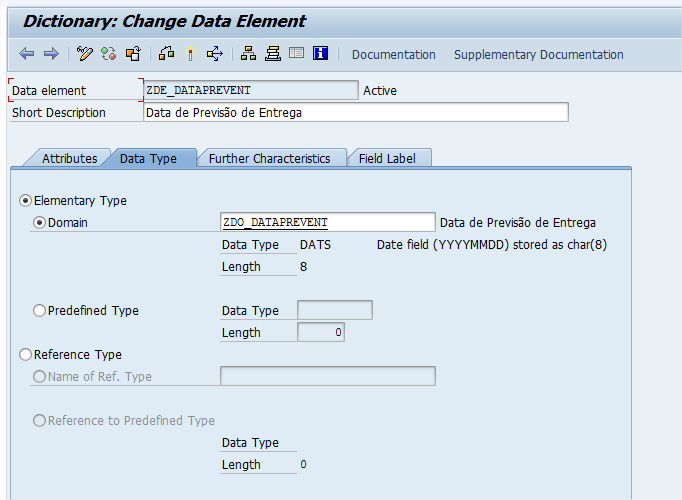 Dictionary: Change Data Element
Documentation Supplementary Documentation
Data element ZDE_DATAPREVENT Active
Short Description Data de Previsão de Entrega
Attributes Data Type Further Characteristics Field Label
Elementary Type
Domain ZDO_DATAPREVENT Data de Previsão de Entrega
Data Type DATS Date field (YYYYMMDD) stored as char(8)
Length 8
Predefined Type Data Type
Length 0
Reference Type
Name of Ref. Type
Reference to Predefined Type
Data Type
Length 0